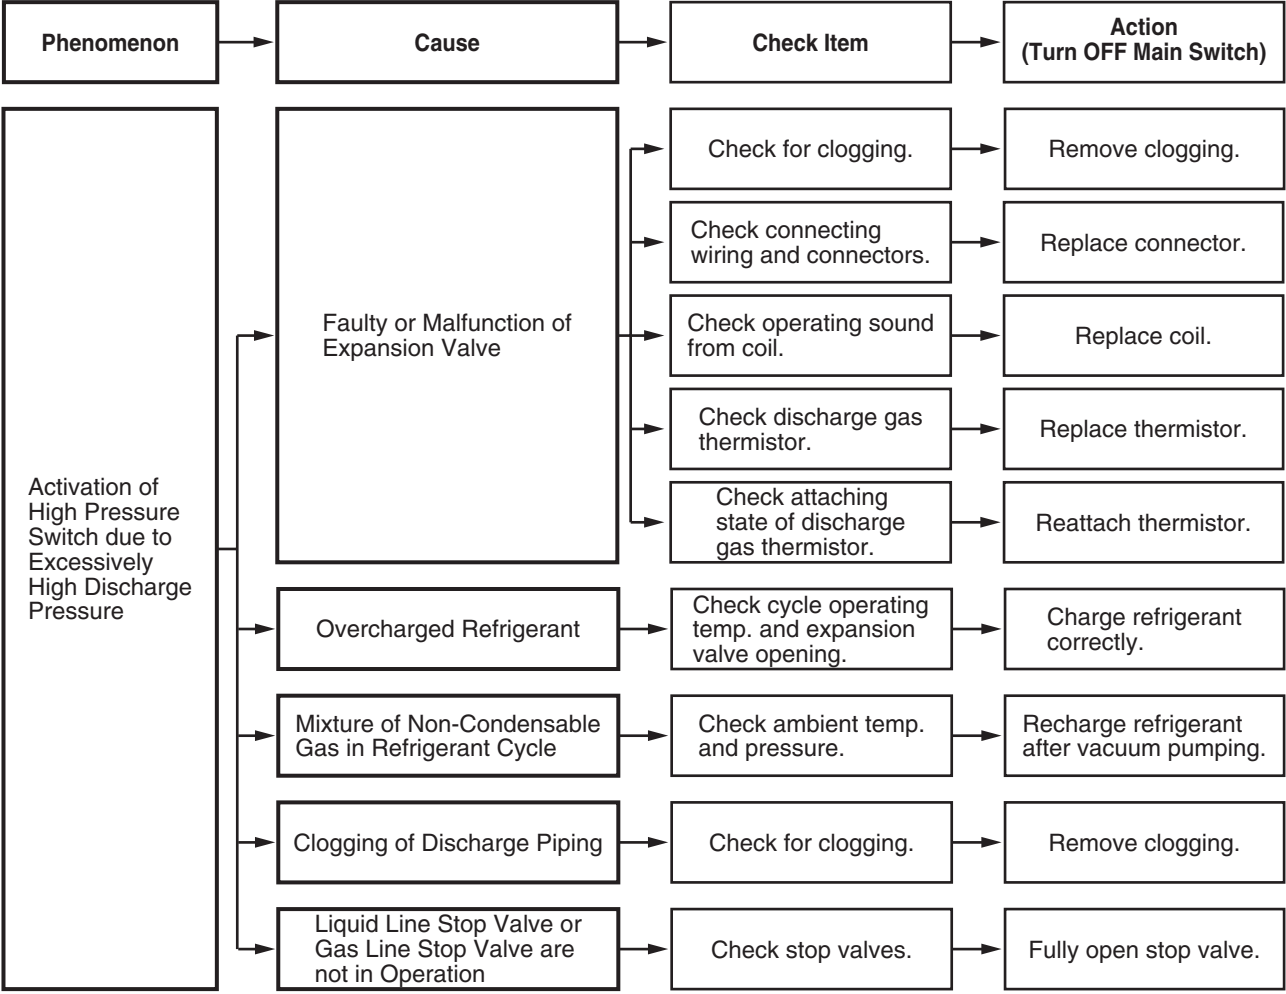 Phenomenon
Cause
Check Item
Action
(Turn OFF Main Switch)
Activation of
High Pressure
Switch due to
Excessively
High Discharge
Pressure
Faulty or Malfunction of
Expansion Valve
Check for clogging.
Remove clogging.
Check connecting
wiring and connectors.
Replace connector.
Check operating sound
from coil.
Replace coil.
Check discharge gas
thermistor.
Replace thermistor.
Check attaching
state of discharge
gas thermistor.
Reattach thermistor.
Overcharged Refrigerant
Check cycle operating
temp. and expansion
valve opening.
Charge refrigerant
correctly.
Mixture of Non-Condensable
Gas in Refrigerant Cycle
Check ambient temp.
and pressure.
Recharge refrigerant
after vacuum pumping.
Clogging of Discharge Piping
Check for clogging.
Remove clogging.
Liquid Line Stop Valve or
Gas Line Stop Valve are
not in Operation
Check stop valves.
Fully open stop valve.